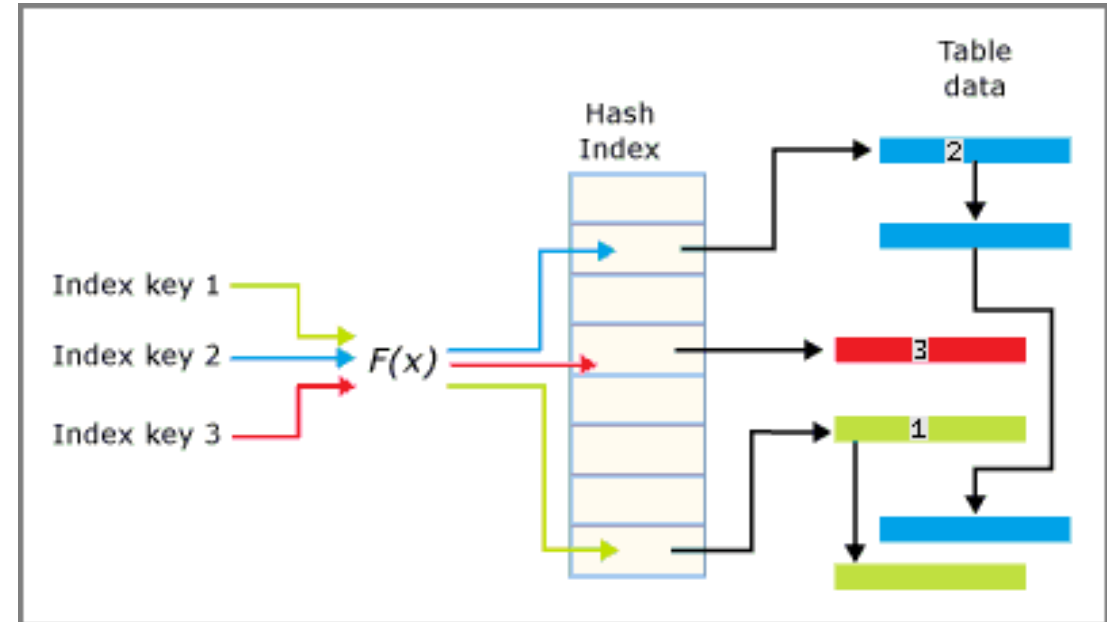 Table
data
Hash
Index
2
Index key 1
Index key 2
F(x)
3
Index key 3
1